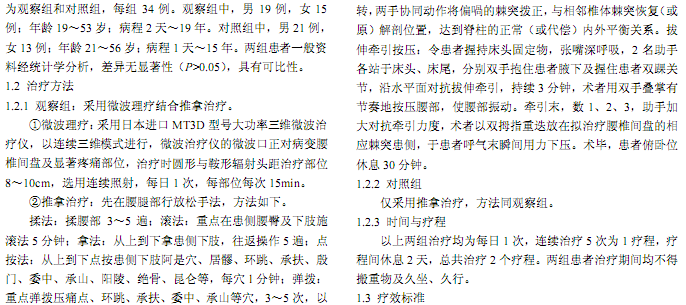 为观察组和对照组，每组 34 例。观察组中，男 19 例，女 15
例；年龄 19～53 岁；病程 2 天～19 年。对照组中，男 21 例，
女 13 例；年龄 21～56 岁；病程 1 天～15 年。两组患者一般资
料经统计学分析，差异无显著性（P>0.05），具有可比性。
1.2 治疗方法
1.2.1 观察组：采用微波理疗结合推拿治疗。
①微波理疗：采用日本进口 MT3D 型号大功率三维微波治
疗仪，以连续三维模式进行，微波治疗仪的微波口正对病变腰
椎间盘及显著疼痛部位，治疗时圆形与鞍形辐射头距治疗部位
8～10cm，选用连续照射，每日 1 次，每部位每次 15min。
②推拿治疗：先在腰腿部行放松手法，方法如下。
揉法：揉腰部 3～5 遍；滚法：重点在患侧腰臀及下肢施
滚法 5 分钟；拿法：从上到下拿患侧下肢，往返操作 5 遍；点
按法：从上到下点按患侧下肢阿是穴、居髎、环跳、承扶、殷
门、委中、承山、阳陵、绝骨、昆仑等，每穴 1 分钟；弹拨：
重点弹拨压痛点、环跳、承扶、委中、承山等穴，3～5 次，以
转，两手协同动作将偏㖞的棘突拨正，与相邻椎体棘突恢复（或
原）解剖位置，达到脊柱的正常（或代偿）内外平衡关系。拔
伸牵引按压：令患者握持床头固定物，张嘴深呼吸，2 名助手
各站于床头、床尾，分别双手抱住患者腋下及握住患者双踝关
节，沿水平面对抗拔伸牵引，持续 3 分钟，术者用双手叠掌有
节奏地按压腰部，使腰部振动。牵引末，数 1、2、3，助手加
大对抗牵引力度，术者以双拇指重迭放在拟治疗腰椎间盘的相
应棘突患侧，于患者呼气末瞬间用力下压。术毕，患者俯卧位
休息 30 分钟。
1.2.2 对照组
仅采用推拿治疗，方法同观察组。
1.2.3 时间与疗程
以上两组治疗均为每日 1 次，连续治疗 5 次为 1 疗程，疗
程间休息 2 天，总共治疗 2 个疗程。两组患者治疗期间均不得
搬重物及久坐、久行。
1.3 疗效标准